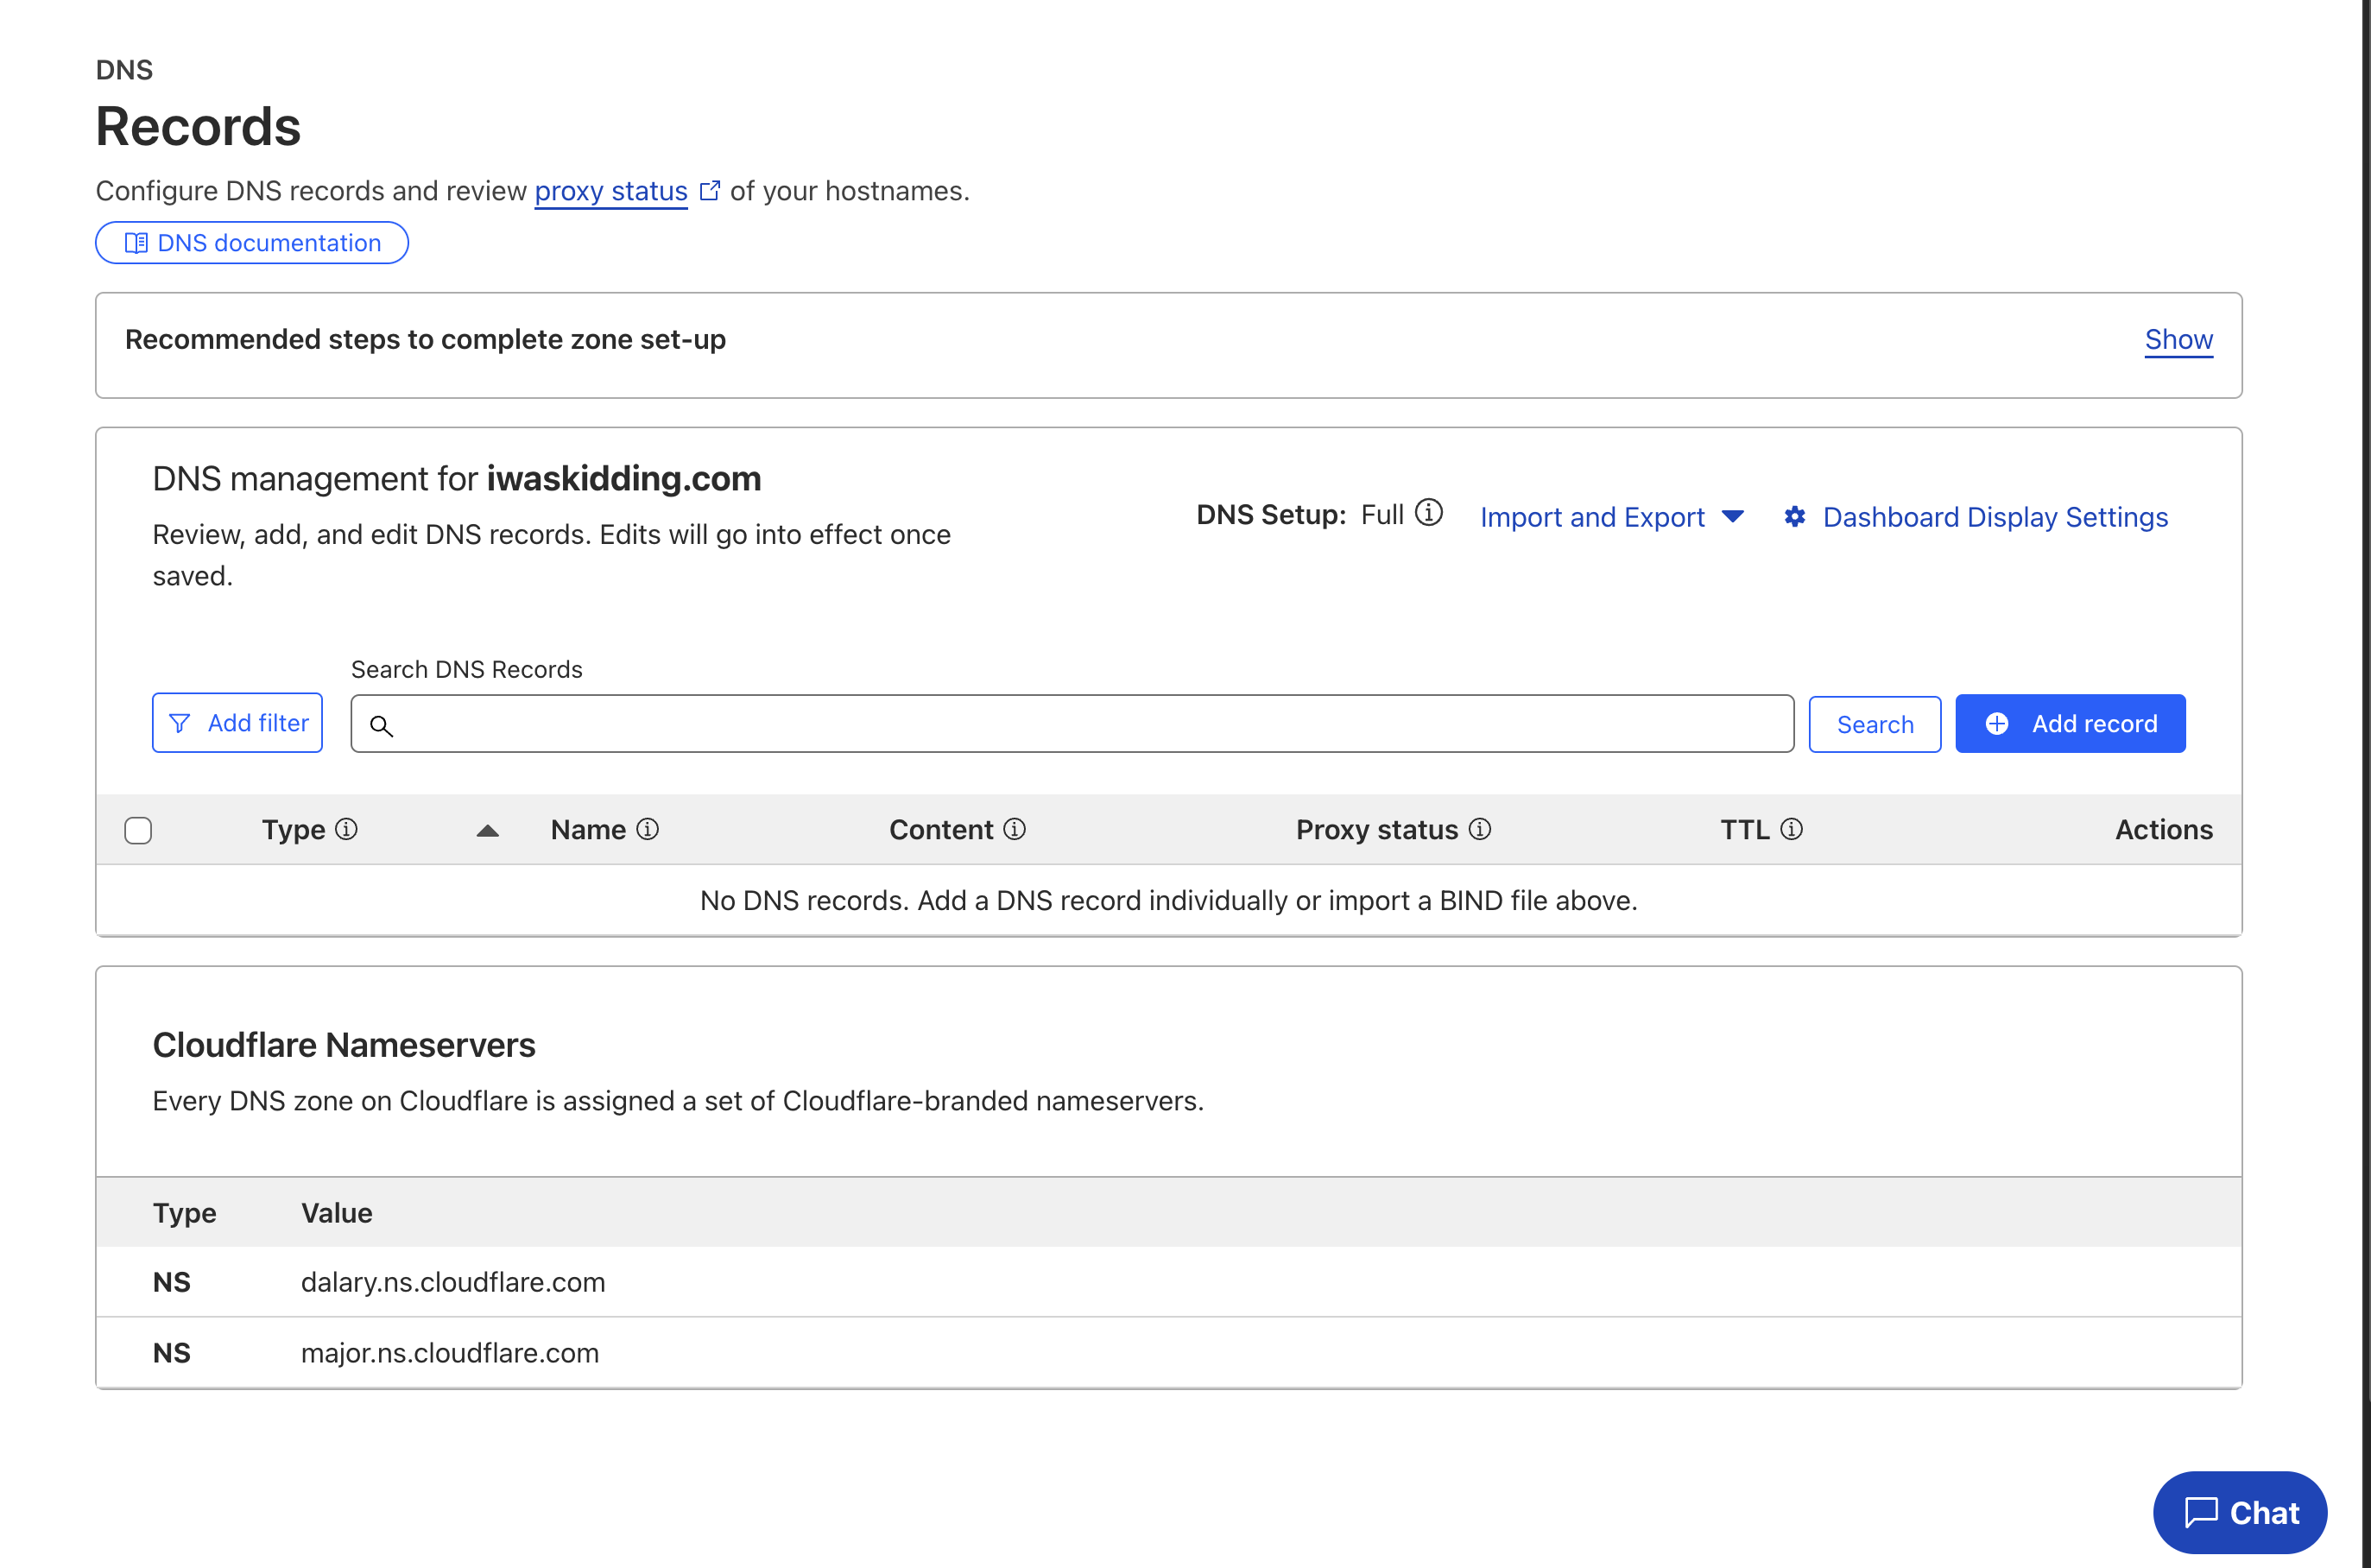 DNS
Records
Configure DNS records and review proxy status of your hostnames.
DNS documentation
Recommended steps to complete zone set-up
Show
DNS management for iwaskidding.com
Review, add, and edit DNS records. Edits will go into effect once
saved.
DNS Setup: Full
Import and Export
Dashboard Display Settings
Search DNS Records
Add filter
Search
Add record
Type Name Content Proxy status TTL Actions
No DNS records. Add a DNS record individually or import a BIND file above.
Cloudflare Nameservers
Every DNS zone on Cloudflare is assigned a set of Cloudflare-branded nameservers.
Type Value
NS dalary.ns.cloudflare.com
NS major.ns.cloudflare.com
Chat